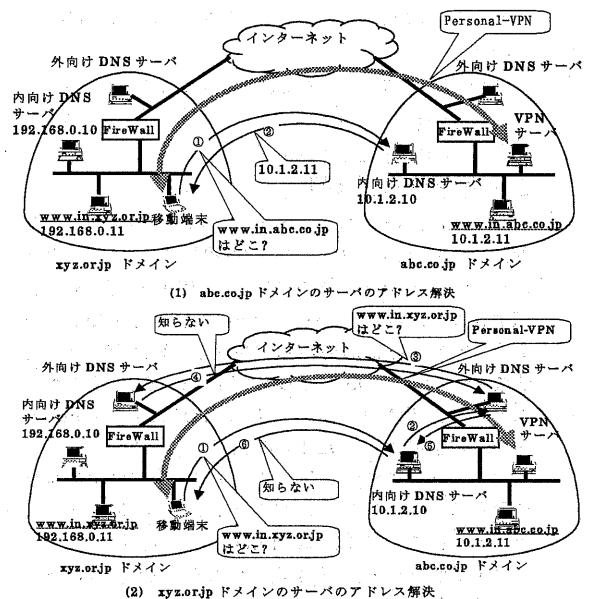 Personal-VPN
インターネット
外向け DNS サーバ
外向け DNS サーバ
内向け DNS
サーバ
192.168.0.10
FireWall
①
②
10.1.2.11
FireWall
VPN
サーバ
内向け DNS サーバ
10.1.2.10
www.in.xyz.or.jp
192.168.0.11
移動端末
www.in.abc.co.jp
はどこ?
www.in.abc.co.jp
10.1.2.11
xyz.or.jp ドメイン
abc.co.jp ドメイン
(1) abc.co.jp ドメインのサーバのアドレス解決
知らない
www.in.xyz.or.jp
はどこ?
Personal-VPN
インターネット
③
外向け DNS サーバ
④
外向け DNS サーバ
内向け DNS
サーバ
192.168.0.10
FireWall
①
⑥
②
⑤
FireWall
VPN
サーバ
知らない
内向け DNS サーバ
10.1.2.10
www.in.xyz.or.jp
192.168.0.11
移動端末
www.in.xyz.or.jp
はどこ?
www.in.abc.co.jp
10.1.2.11
xyz.or.jp ドメイン
abc.co.jp ドメイン
(2) xyz.or.jp ドメインのサーバのアドレス解決